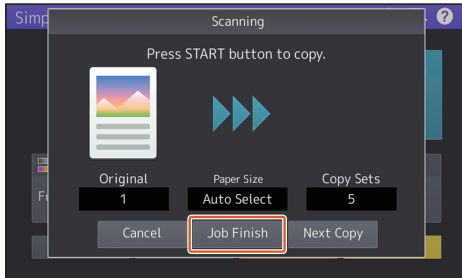 Simp
Scanning
?
Press START button to copy.
Original
Paper Size
Copy Sets
1
Auto Select
5
Cancel
Job Finish
Next Copy